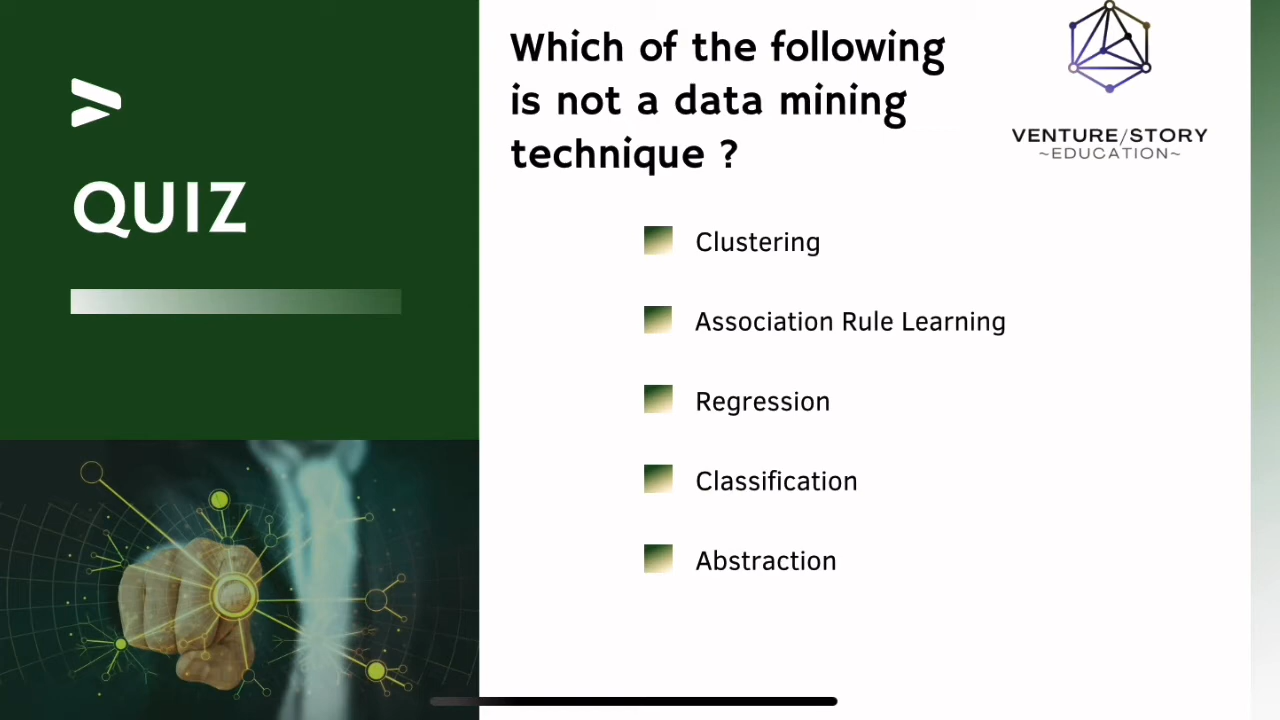 QUIZ
Which of the following
is not a data mining
technique ?
VENTURE/STORY
~EDUCATION~
Clustering
Association Rule Learning
Regression
Classification
Abstraction